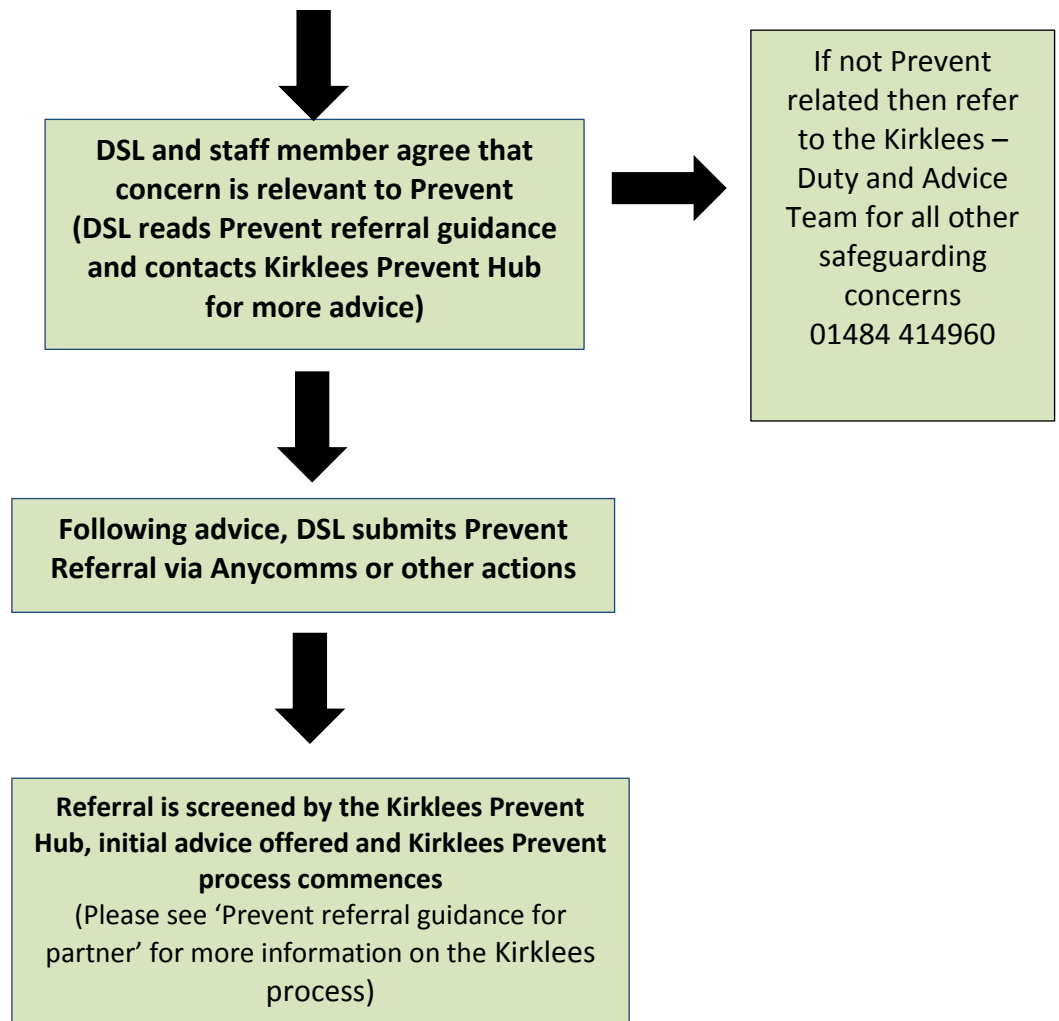 DSL and staff member agree that
concern is relevant to Prevent
(DSL reads Prevent referral guidance
and contacts Kirklees Prevent Hub
for more advice)
If not Prevent
related then refer
to the Kirklees –
Duty and Advice
Team for all other
safeguarding
concerns
01484 414960
Following advice, DSL submits Prevent
Referral via Anycomms or other actions
Referral is screened by the Kirklees Prevent
Hub, initial advice offered and Kirklees Prevent
process commences
(Please see ‘Prevent referral guidance for
partner’ for more information on the Kirklees
process)